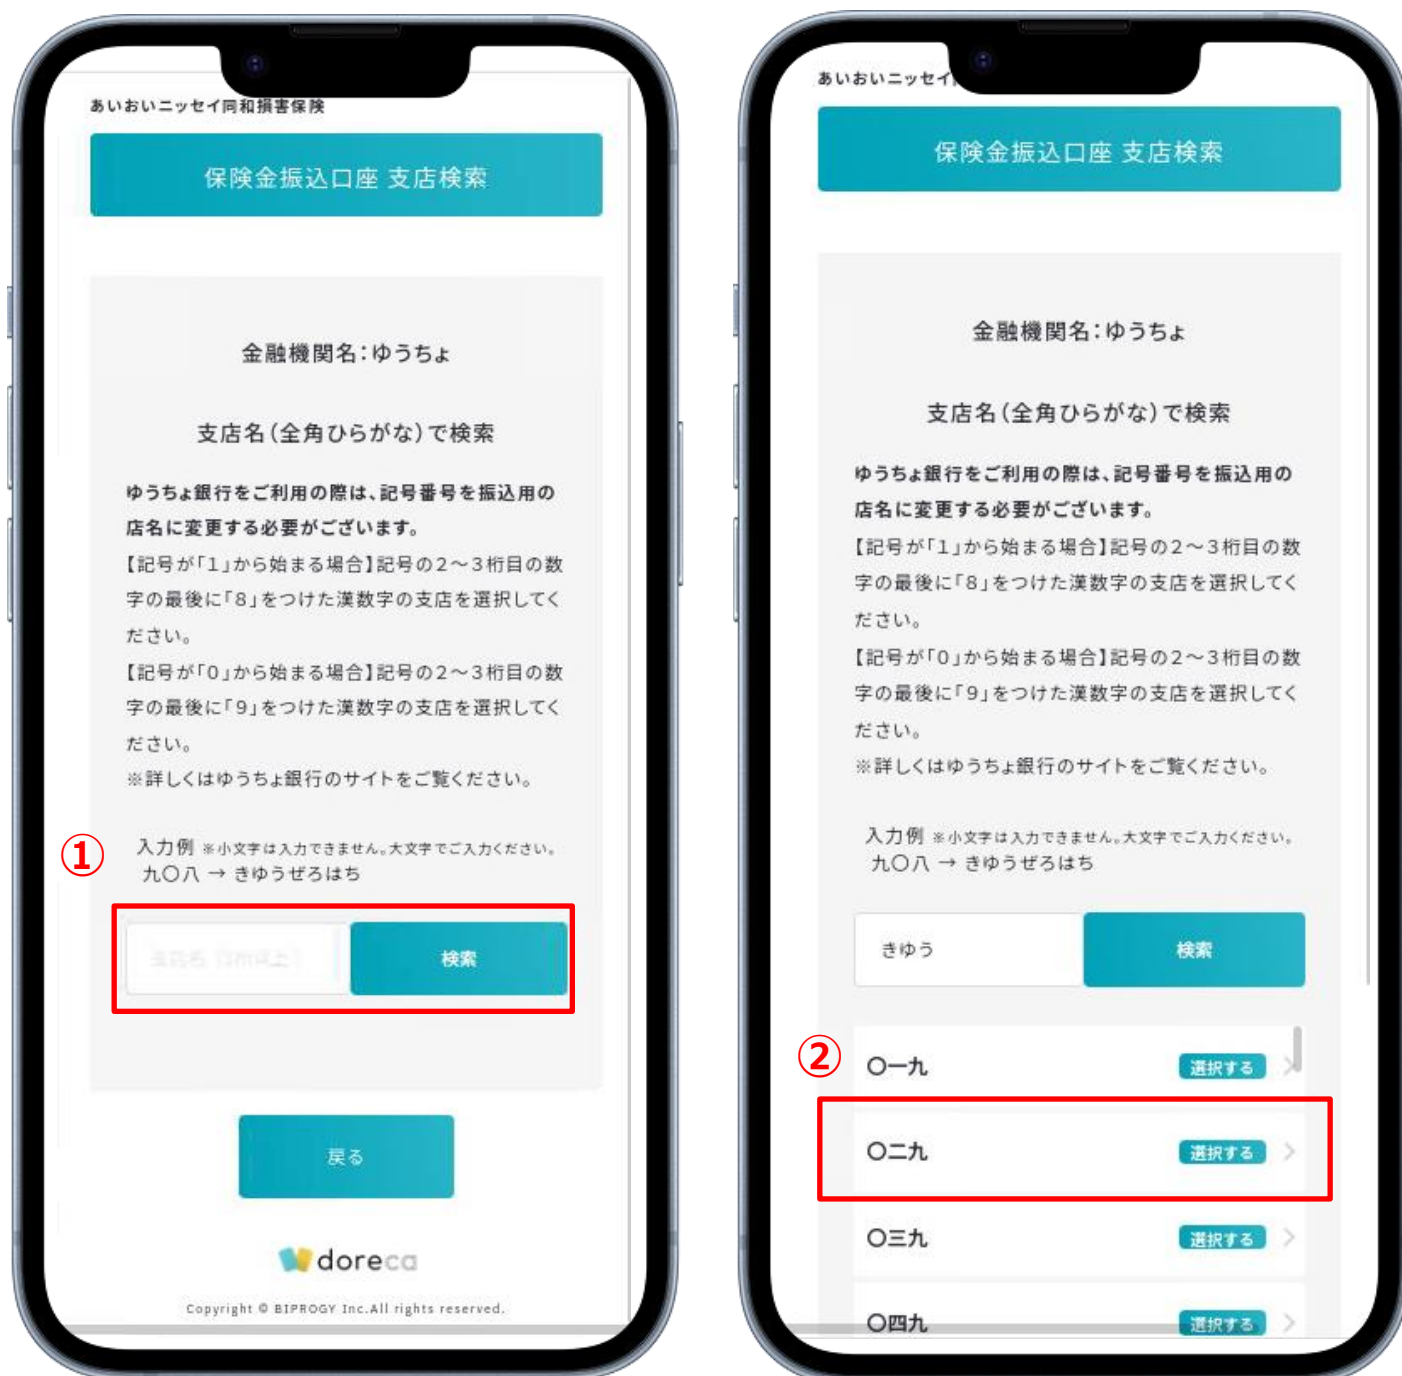 あいおいニッセイ同和損害保険
保険金振込口座 支店検索
金融機関名：ゆうちょ
支店名（全角ひらがな）で検索
ゆうちょ銀行をご利用の際は、記号番号を振込用の
店名に変更する必要がございます。
【記号が「1」から始まる場合】記号の2～3桁目の数
字の最後に「8」をつけた漢数字の支店を選択してく
ださい。
【記号が「0」から始まる場合】記号の2～3桁目の数
字の最後に「9」をつけた漢数字の支店を選択してく
ださい。
※詳しくはゆうちょ銀行のサイトをご覧ください。
①
入力例 ※小文字は入力できません。大文字でご入力ください。
九〇八 → きゆうぜろはち
検索
戻る
doreca
Copyright © BIPROGY Inc.All rights reserved.
あいおいニッセイ
保険金振込口座 支店検索
金融機関名：ゆうちょ
支店名（全角ひらがな）で検索
ゆうちょ銀行をご利用の際は、記号番号を振込用の
店名に変更する必要がございます。
【記号が「1」から始まる場合】記号の2～3桁目の数
字の最後に「8」をつけた漢数字の支店を選択してく
ださい。
【記号が「0」から始まる場合】記号の2～3桁目の数
字の最後に「9」をつけた漢数字の支店を選択してく
ださい。
※詳しくはゆうちょ銀行のサイトをご覧ください。
入力例 ※小文字は入力できません。大文字でご入力ください。
九〇八 → きゆうぜろはち
きゆう 検索
②
〇一九 選択する
〇二九 選択する
〇三九 選択する
〇四九 選択する